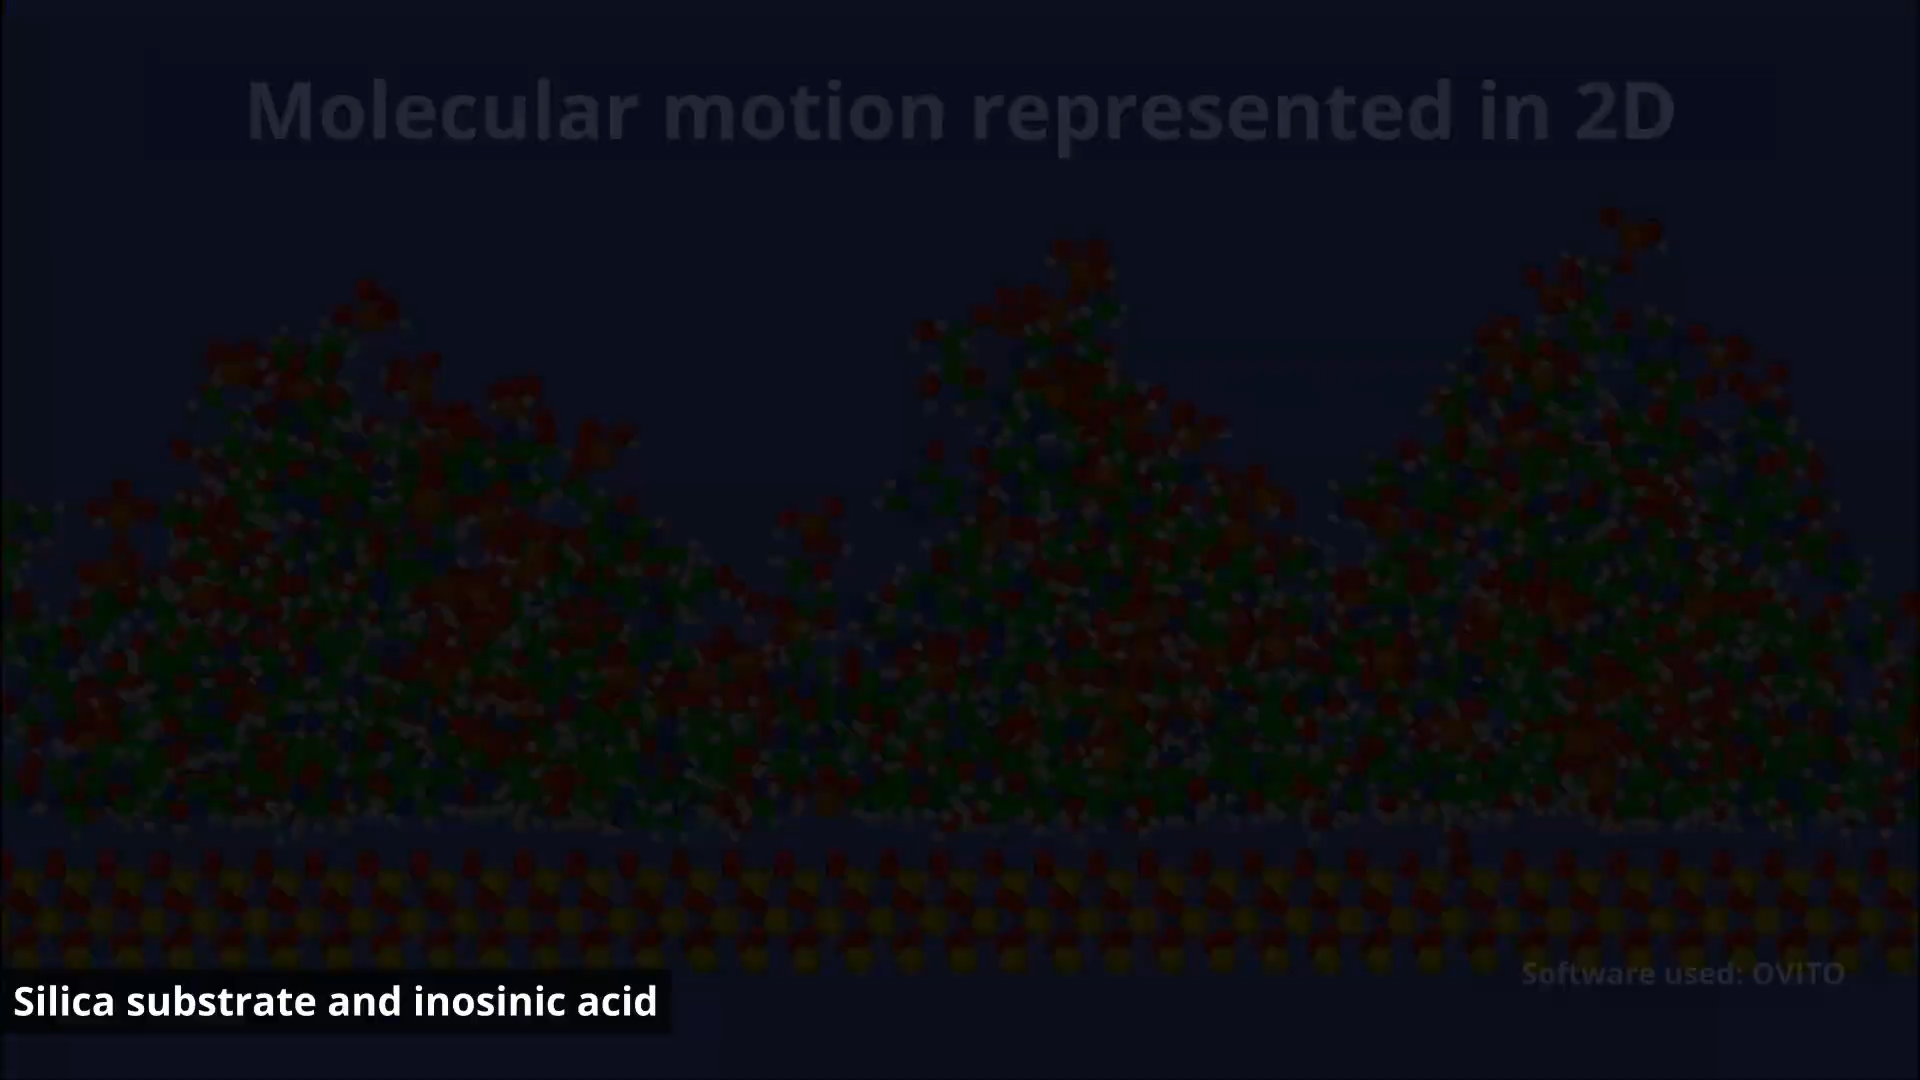 Molecular motion represented in 2D
Software used: OVITO
Silica substrate and inosinic acid